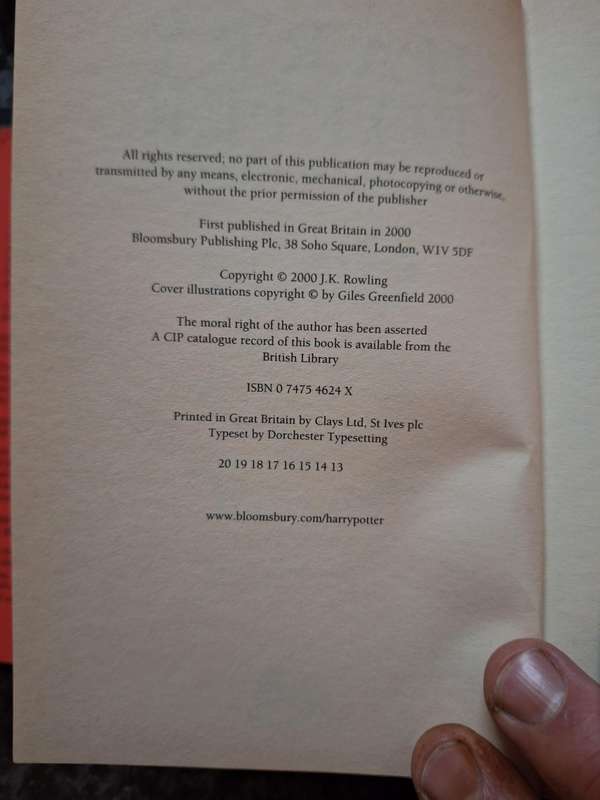 All rights reserved; no part of this publication may be reproduced or
transmitted by any means, electronic, mechanical, photocopying or otherwise,
without the prior permission of the publisher
First published in Great Britain in 2000
Bloomsbury Publishing Plc, 38 Soho Square, London, W1V 5DF
Copyright © 2000 J.K. Rowling
Cover illustrations copyright © by Giles Greenfield 2000
The moral right of the author has been asserted
A CIP catalogue record of this book is available from the
British Library
ISBN 0 7475 4624 X
Printed in Great Britain by Clays Ltd, St Ives plc
Typeset by Dorchester Typesetting
20 19 18 17 16 15 14 13
www.bloomsbury.com/harrypotter